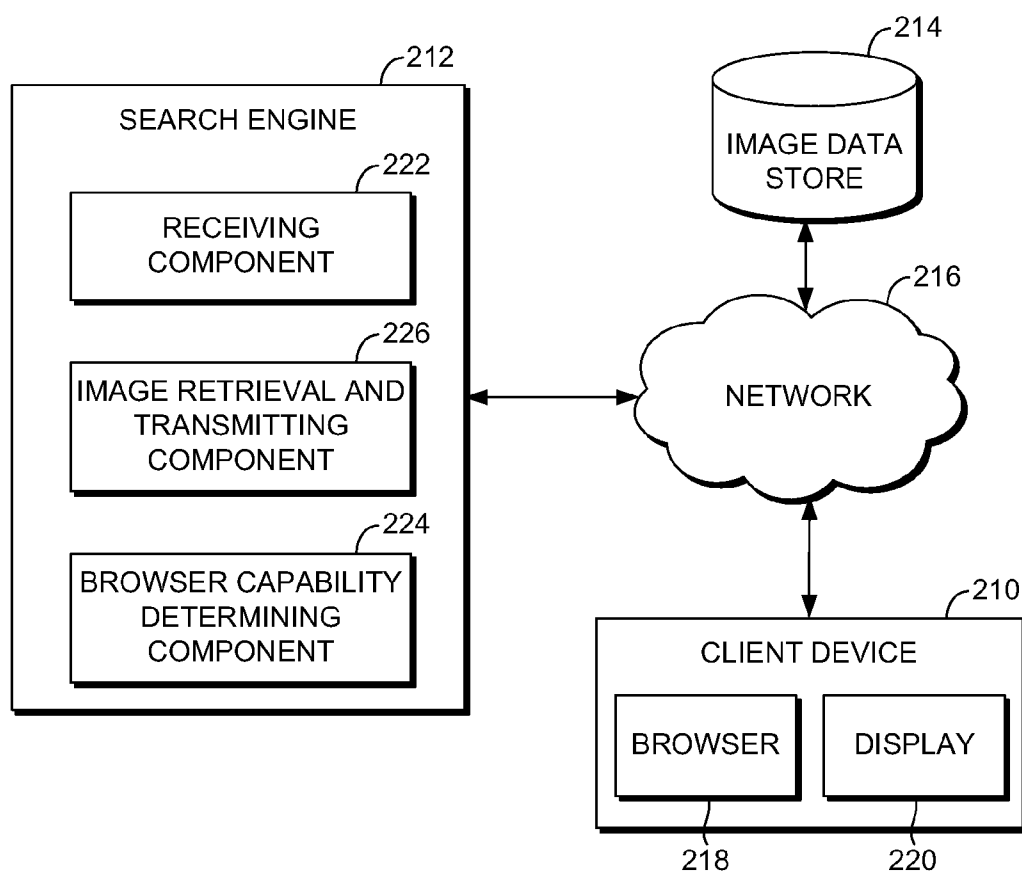 212
SEARCH ENGINE
222
RECEIVING
COMPONENT
226
IMAGE RETRIEVAL AND
TRANSMITTING
COMPONENT
224
BROWSER CAPABILITY
DETERMINING
COMPONENT
214
IMAGE DATA
STORE
216
NETWORK
210
CLIENT DEVICE
BROWSER
DISPLAY
218
220